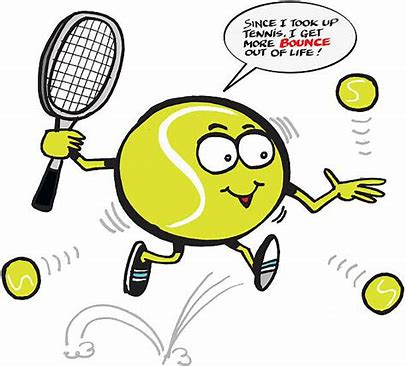 SINCE I TOOK UP
TENNIS, I GET
MORE BOUNCE
OUT OF LIFE!